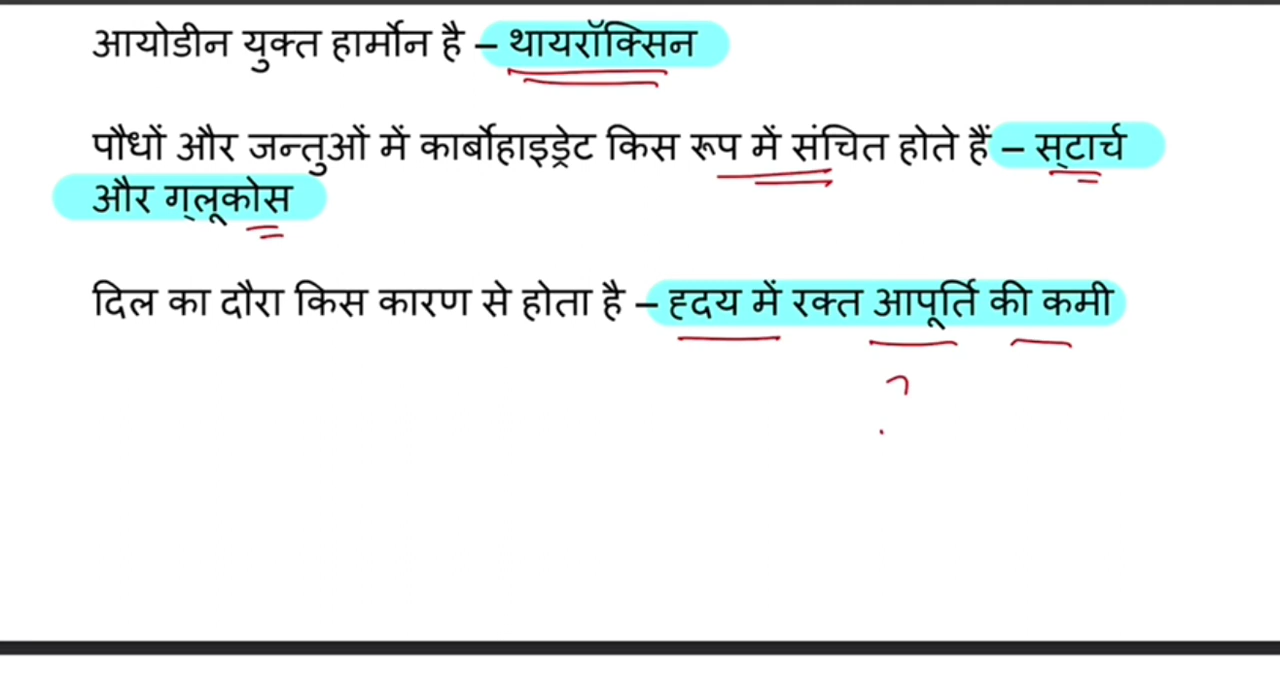 आयोडीन युक्त हार्मोन है – थायरॉक्सिन
पौधों और जन्तुओं में कार्बोहाइड्रेट किस रूप में संचित होते हैं – स्टार्च
और ग्लूकोस
दिल का दौरा किस कारण से होता है – ह्दय में रक्त आपूर्ति की कमी
?